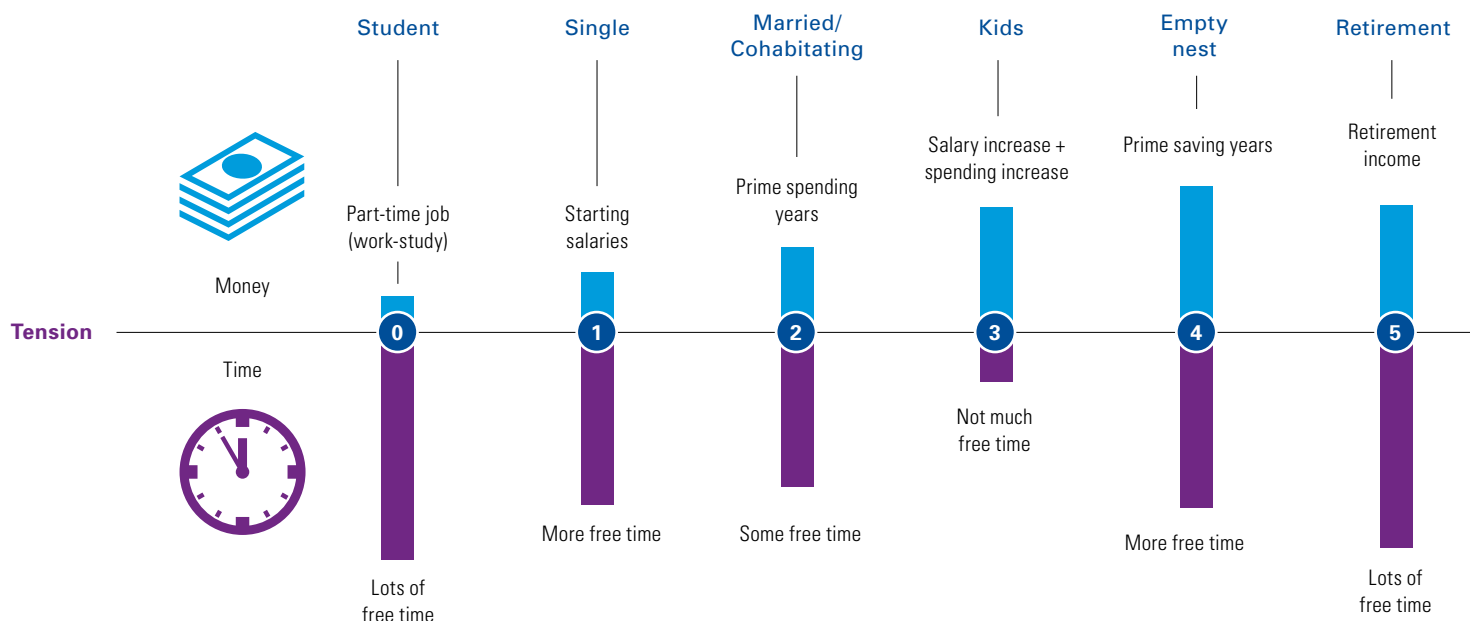 Student
Single
Married/
Cohabitating
Kids
Empty
nest
Retirement
Part-time job
(work-study)
Starting
salaries
Prime spending
years
Salary increase +
spending increase
Prime saving years
Retirement
income
Money
Tension
0
1
2
3
4
5
Time
Lots of
free time
More free time
Some free time
Not much
free time
More free time
Lots of
free time